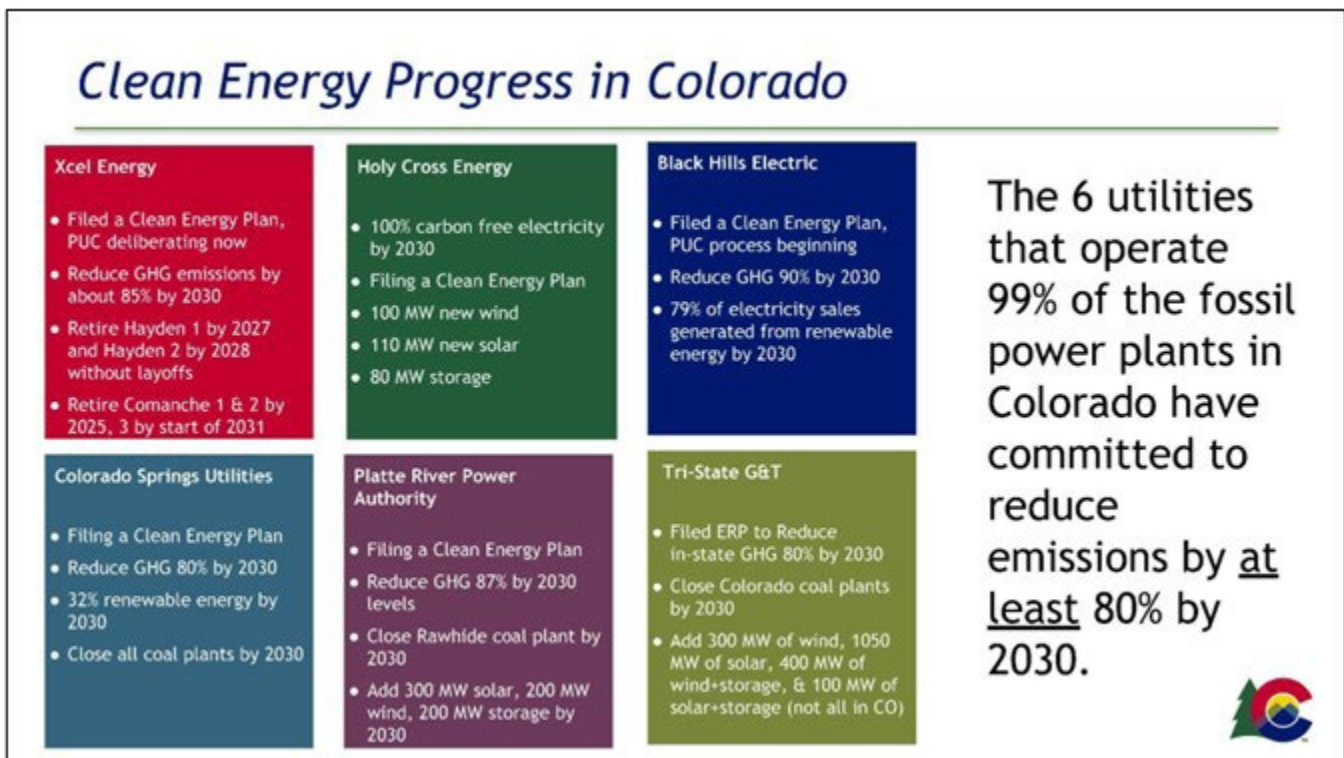 Clean Energy Progress in Colorado
Xcel Energy
● Filed a Clean Energy Plan,
PUC deliberating now
● Reduce GHG emissions by
about 85% by 2030
● Retire Hayden 1 by 2027
and Hayden 2 by 2028
without layoffs
● Retire Comanche 1 & 2 by
2025, 3 by start of 2031
Holy Cross Energy
● 100% carbon free electricity
by 2030
● Filing a Clean Energy Plan
● 100 MW new wind
● 110 MW new solar
● 80 MW storage
Black Hills Electric
● Filed a Clean Energy Plan,
PUC process beginning
● Reduce GHG 90% by 2030
● 79% of electricity sales
generated from renewable
energy by 2030
Colorado Springs Utilities
● Filing a Clean Energy Plan
● Reduce GHG 80% by 2030
● 32% renewable energy by
2030
● Close all coal plants by 2030
Platte River Power
Authority
● Filing a Clean Energy Plan
● Reduce GHG 87% by 2030
levels
● Close Rawhide coal plant by
2030
● Add 300 MW solar, 200 MW
wind, 200 MW storage by
2030
Tri-State G&T
● Filed ERP to Reduce
in-state GHG 80% by 2030
● Close Colorado coal plants
by 2030
● Add 300 MW of wind, 1050
MW of solar, 400 MW of
wind+storage, & 100 MW of
solar+storage (not all in CO)
The 6 utilities
that operate
99% of the fossil
power plants in
Colorado have
committed to
reduce
emissions by at
least 80% by
2030.